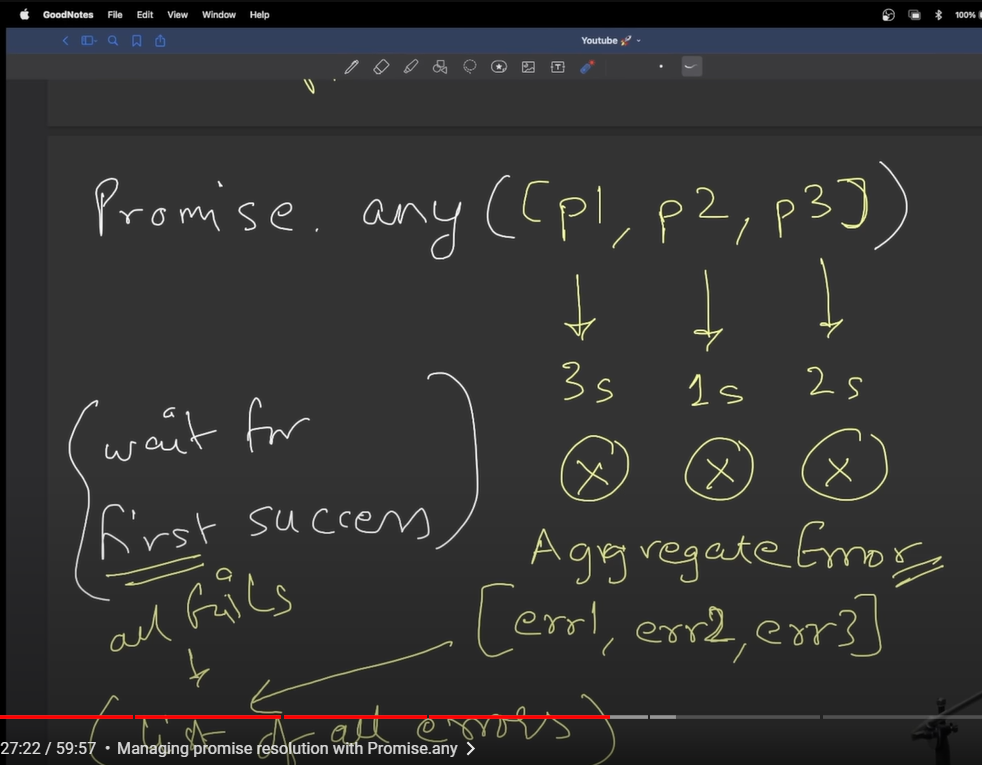 GoodNotes File Edit View Window Help 100%
Youtube 🚀
Promise. any([p1, p2, p3])
3s 1s 2s
wait for
first success
X X X
AggregateError
all fails
[err1, err2, err3]
(list of all errors)
27:22 / 59:57 • Managing promise resolution with Promise.any >